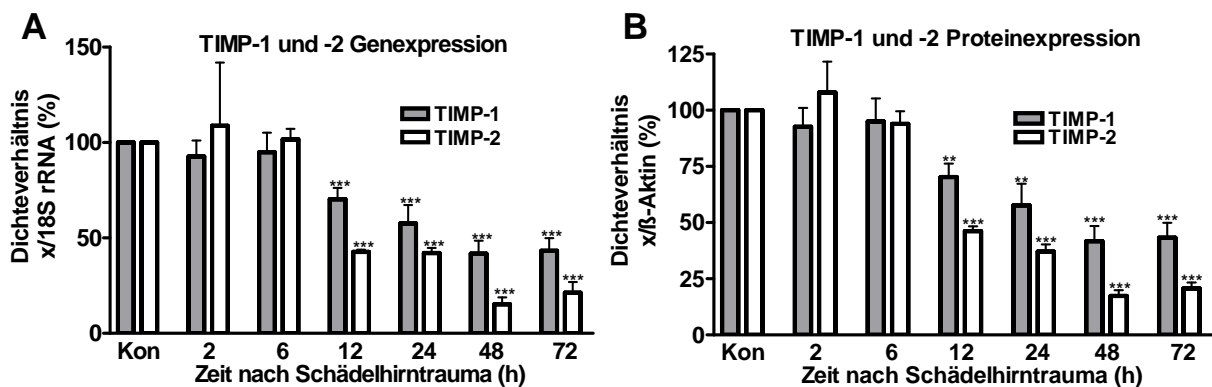 A
TIMP-1 und -2 Genexpression
Dichteverhältnis
x/18S rRNA (%)
150
100
50
0
TIMP-1
TIMP-2
*** *** *** *** *** *** *** ***
Kon 2 6 12 24 48 72
Zeit nach Schädelhirntrauma (h)
B
TIMP-1 und -2 Proteinexpression
Dichteverhältnis
x/ß-Aktin (%)
125
100
75
50
25
0
TIMP-1
TIMP-2
** *** ** *** *** *** *** ***
Kon 2 6 12 24 48 72
Zeit nach Schädelhirntrauma (h)